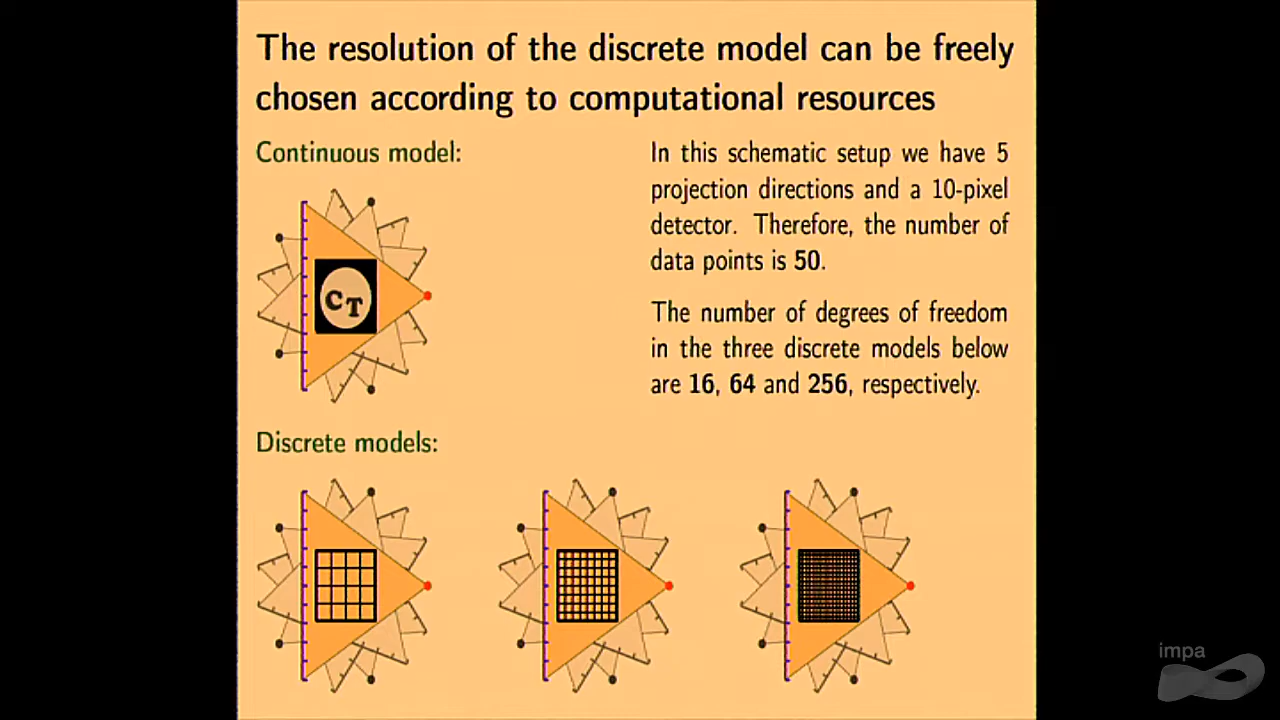 The resolution of the discrete model can be freely
chosen according to computational resources
Continuous model:
CT
In this schematic setup we have 5
projection directions and a 10-pixel
detector. Therefore, the number of
data points is 50.
The number of degrees of freedom
in the three discrete models below
are 16, 64 and 256, respectively.
Discrete models:
impa